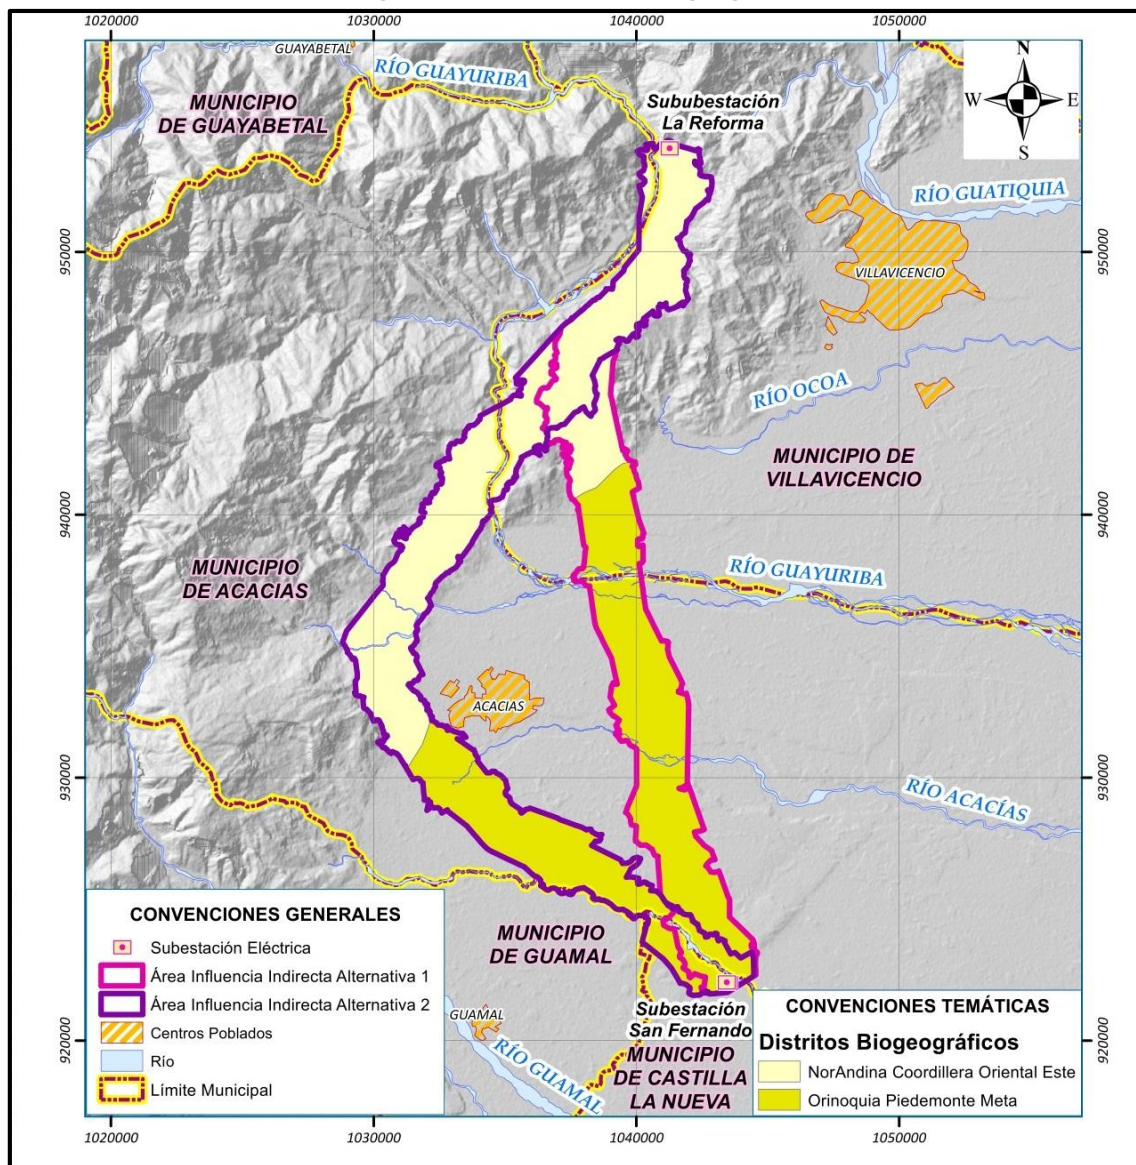 1020000
1030000
1040000
1050000
GUAYABETAL
RÍO GUAYURIBA
MUNICIPIO
DE GUAYABETAL
Sububestación
La Reforma
N
W
E
S
RÍO GUATIQUIA
950000
950000
VILLAVICENCIO
RÍO OCOA
MUNICIPIO DE
VILLAVICENCIO
940000
940000
MUNICIPIO
DE ACACIAS
RÍO GUAYURIBA
ACACIAS
930000
930000
RÍO ACACÍAS
MUNICIPIO
DE GUAMAL
Subestación
San Fernando
GUAMAL
RÍO GUAMAL
MUNICIPIO
DE CASTILLA
LA NUEVA
920000
920000
CONVENCIONES GENERALES
Subestación Eléctrica
Área Influencia Indirecta Alternativa 1
Área Influencia Indirecta Alternativa 2
Centros Poblados
Río
Límite Municipal
CONVENCIONES TEMÁTICAS
Distritos Biogeográficos
NorAndina Coordillera Oriental Este
Orinoquia Piedemonte Meta
1020000
1030000
1040000
1050000